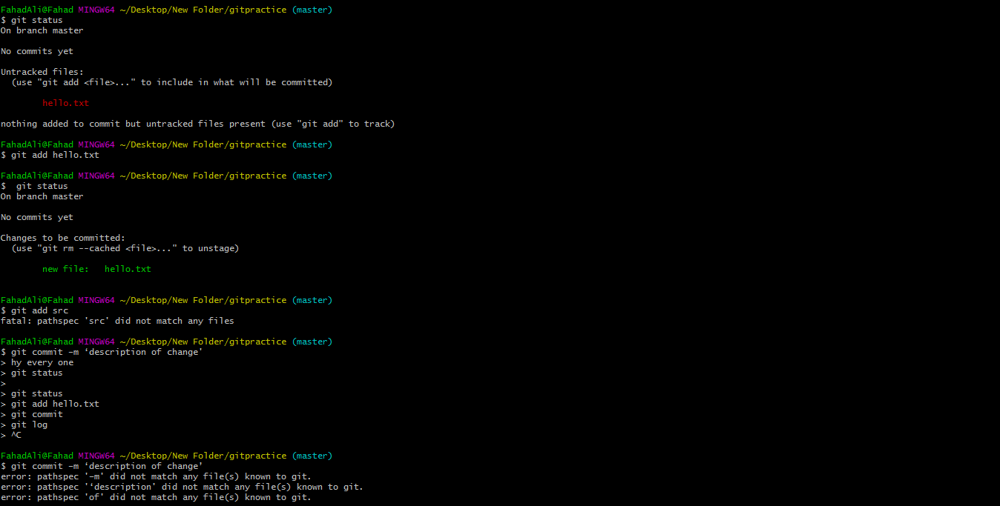 FahadAli@Fahad MINGW64 ~/Desktop/New Folder/gitpractice (master)
$ git status
On branch master
No commits yet
Untracked files:
(use "git add <file>..." to include in what will be committed)
hello.txt
nothing added to commit but untracked files present (use "git add" to track)
FahadAli@Fahad MINGW64 ~/Desktop/New Folder/gitpractice (master)
$ git add hello.txt
FahadAli@Fahad MINGW64 ~/Desktop/New Folder/gitpractice (master)
$  git status
On branch master
No commits yet
Changes to be committed:
(use "git rm --cached <file>..." to unstage)
new file:   hello.txt
FahadAli@Fahad MINGW64 ~/Desktop/New Folder/gitpractice (master)
$ git add src
fatal: pathspec 'src' did not match any files
FahadAli@Fahad MINGW64 ~/Desktop/New Folder/gitpractice (master)
$ git commit –m ‘description of change’
> hy every one
> git status
>
> git status
> git add hello.txt
> git commit
> git log
> ^C
FahadAli@Fahad MINGW64 ~/Desktop/New Folder/gitpractice (master)
$ git commit –m ‘description of change’
error: pathspec '–m' did not match any file(s) known to git.
error: pathspec '‘description' did not match any file(s) known to git.
error: pathspec 'of' did not match any file(s) known to git.